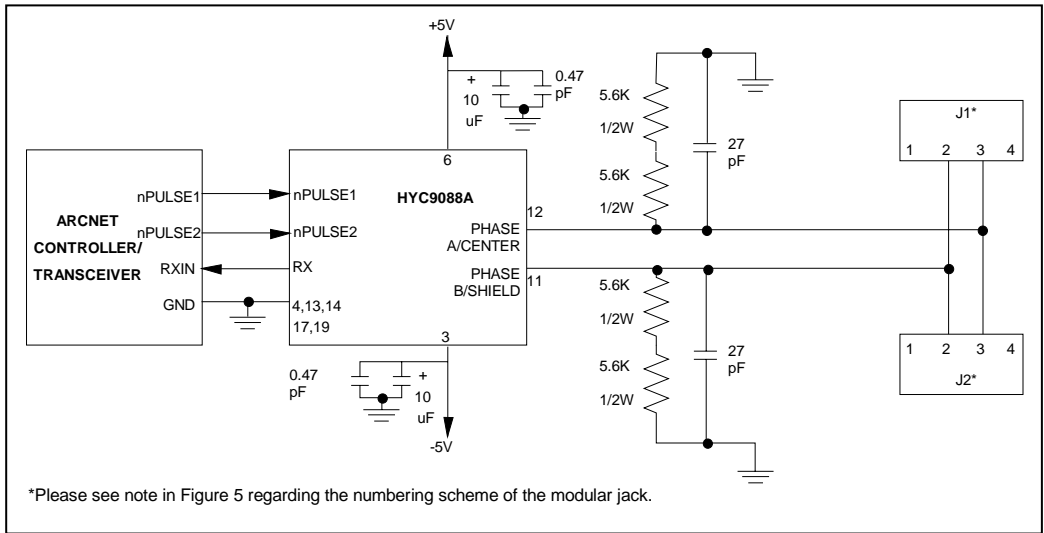 +5V
+
10
uF
0.47
pF
5.6K
1/2W
5.6K
1/2W
27
pF
J1*
1 2 3 4
6
HYC9088A
nPULSE1
nPULSE1
nPULSE2
nPULSE2
ARCNET
CONTROLLER/
TRANSCEIVER
RXIN
RX
GND
4,13,14
17,19
12
PHASE
A/CENTER
PHASE
B/SHIELD
11
3
0.47
pF
+
10
uF
-5V
5.6K
1/2W
5.6K
1/2W
27
pF
1 2 3 4
J2*
*Please see note in Figure 5 regarding the numbering scheme of the modular jack.